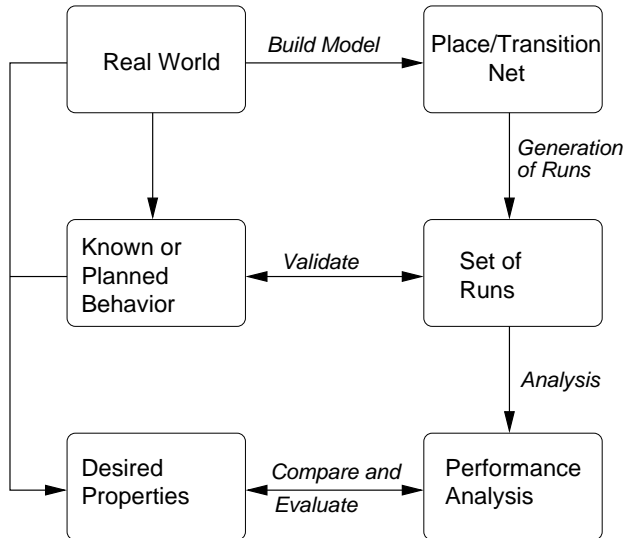 Real World
Build Model
Place/Transition
Net
Generation
of Runs
Known or
Planned
Behavior
Validate
Set of
Runs
Analysis
Desired
Properties
Compare and
Evaluate
Performance
Analysis